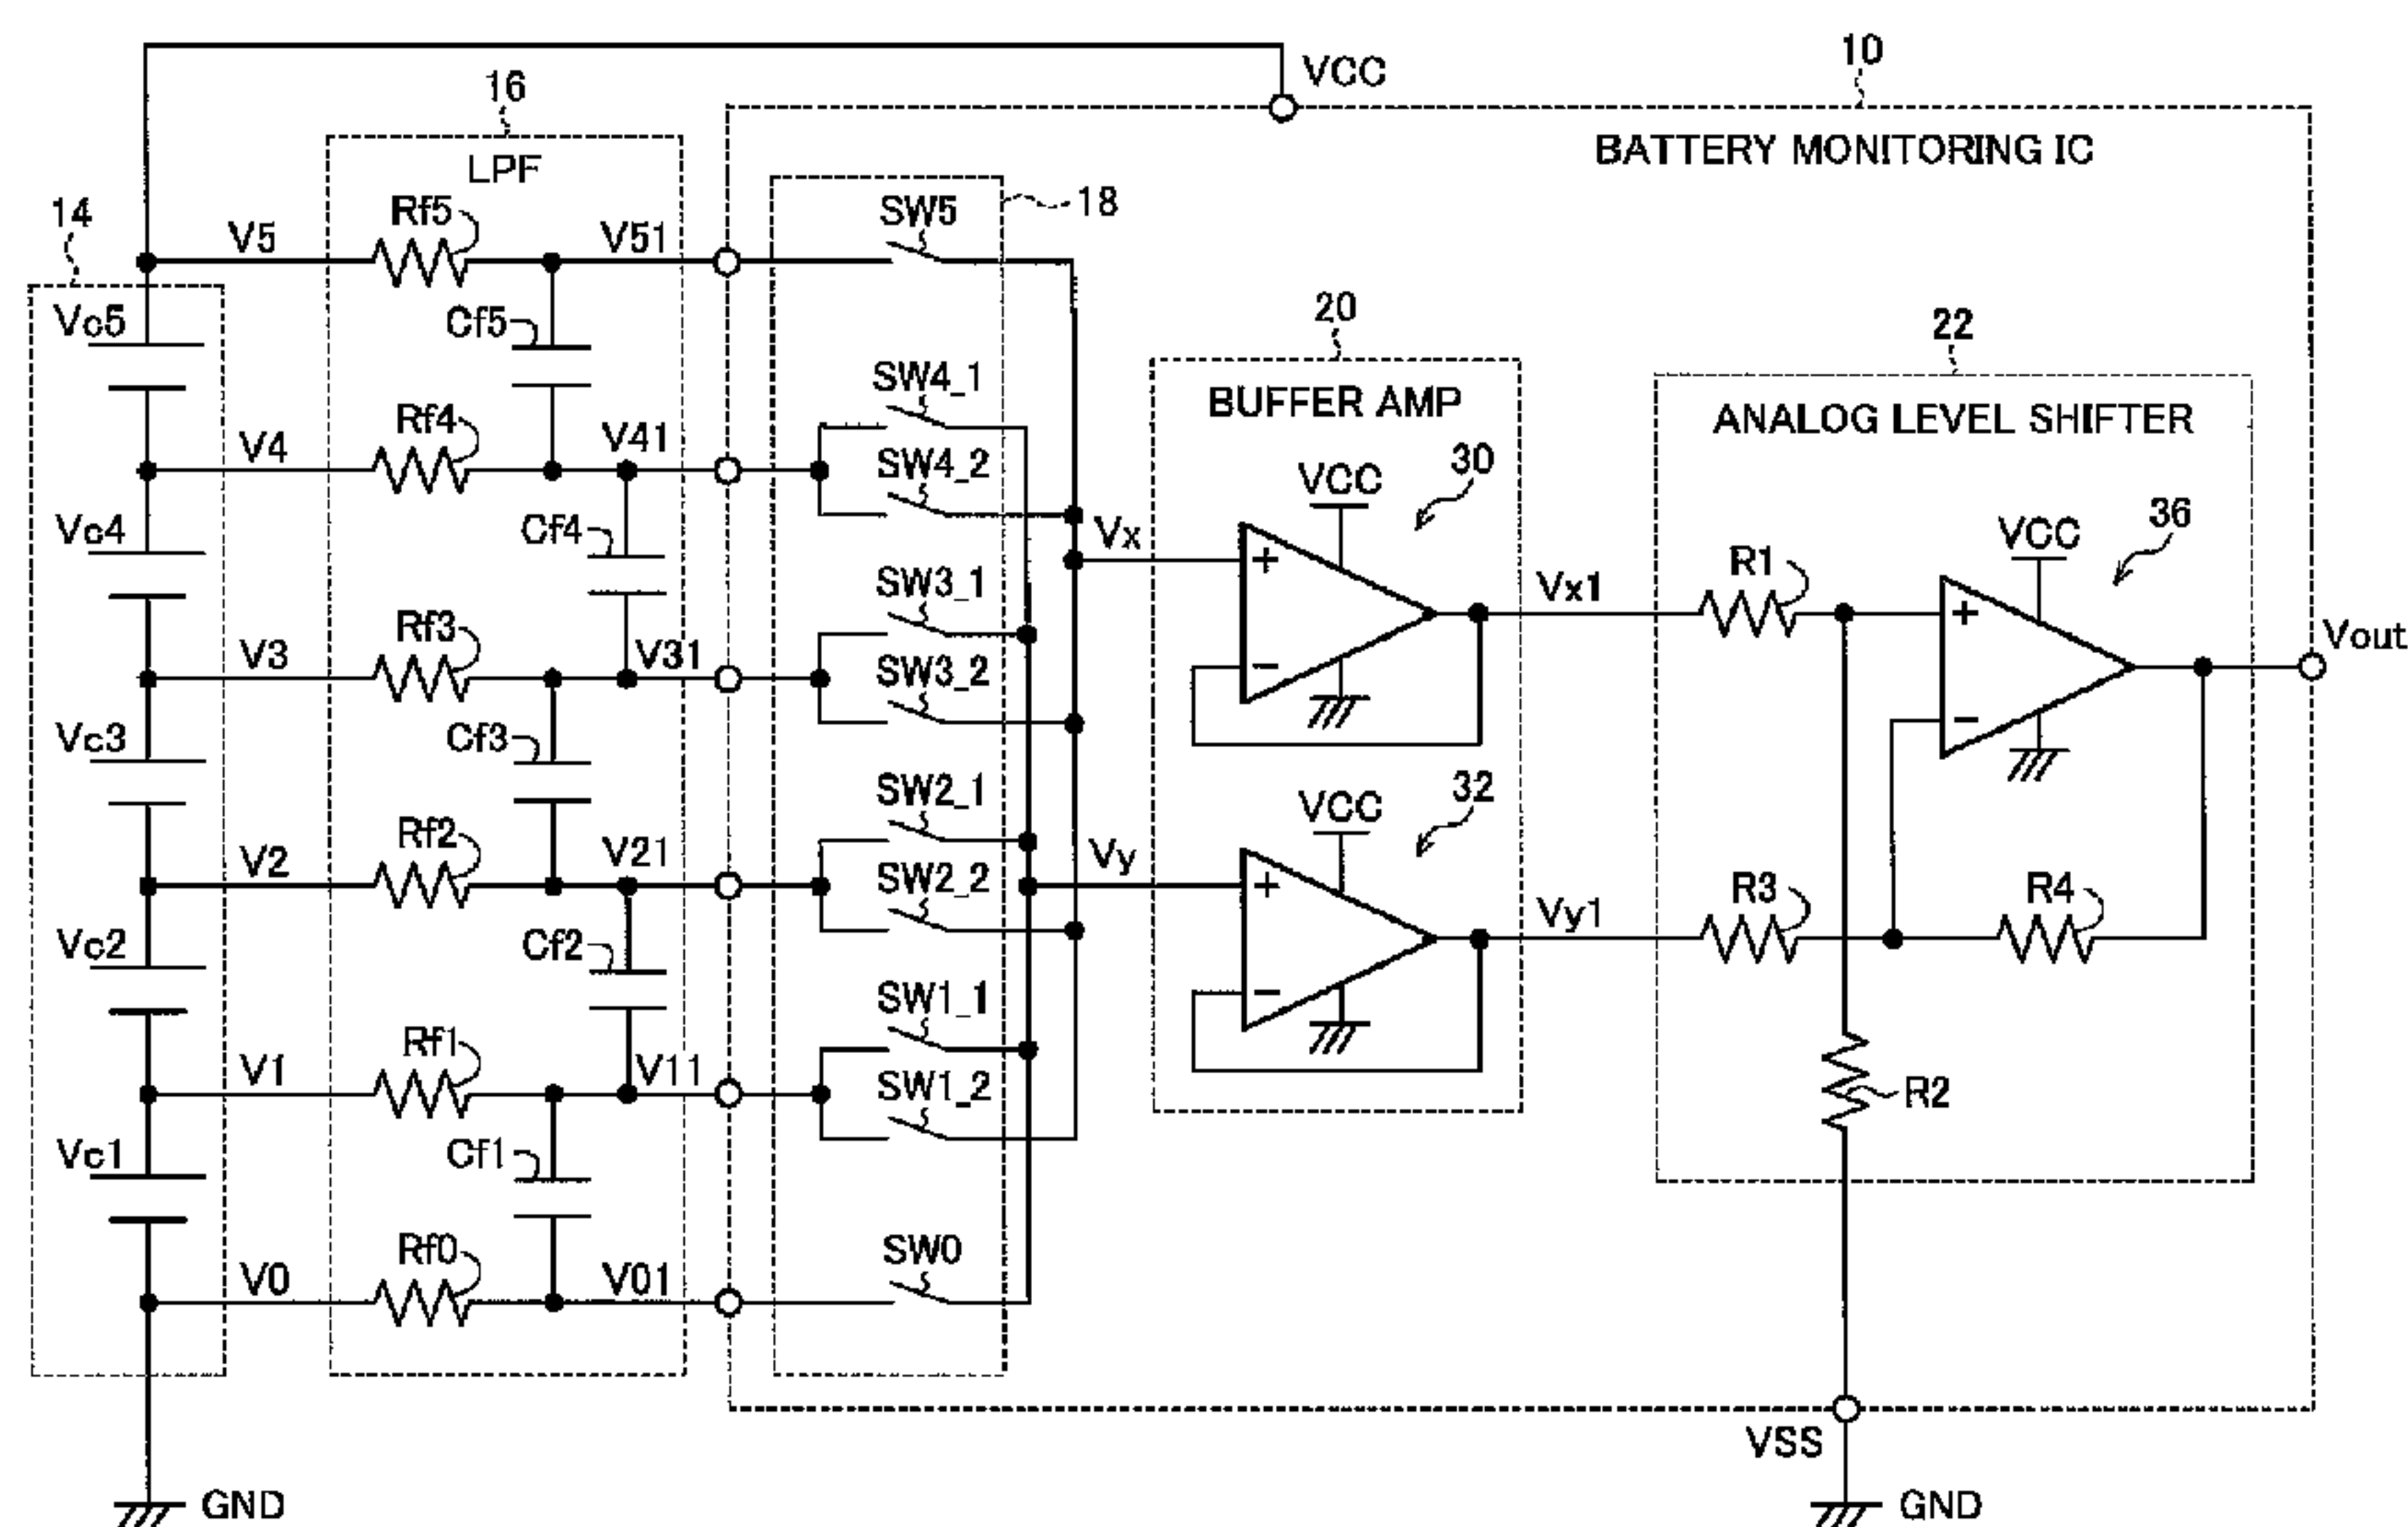 10
VCC
16
BATTERY MONITORING IC
LPF
14
V5
Rf5
V51
SW5
18
Vc5
Cf5
20
22
SW4_1
BUFFER AMP
ANALOG LEVEL SHIFTER
V4
Rf4
V41
SW4_2
VCC
30
Vc4
Cf4
Vx
+
VCC
36
SW3_1
Vx1
R1
+
Vout
V3
Rf3
V31
SW3_2
−
Vc3
Cf3
−
SW2_1
VCC
32
V2
Rf2
V21
SW2_2
Vy
+
Vy1
R3
R4
Vc2
Cf2
SW1_1
−
V1
Rf1
V11
SW1_2
R2
Vc1
Cf1
V0
Rf0
V01
SW0
VSS
GND
GND